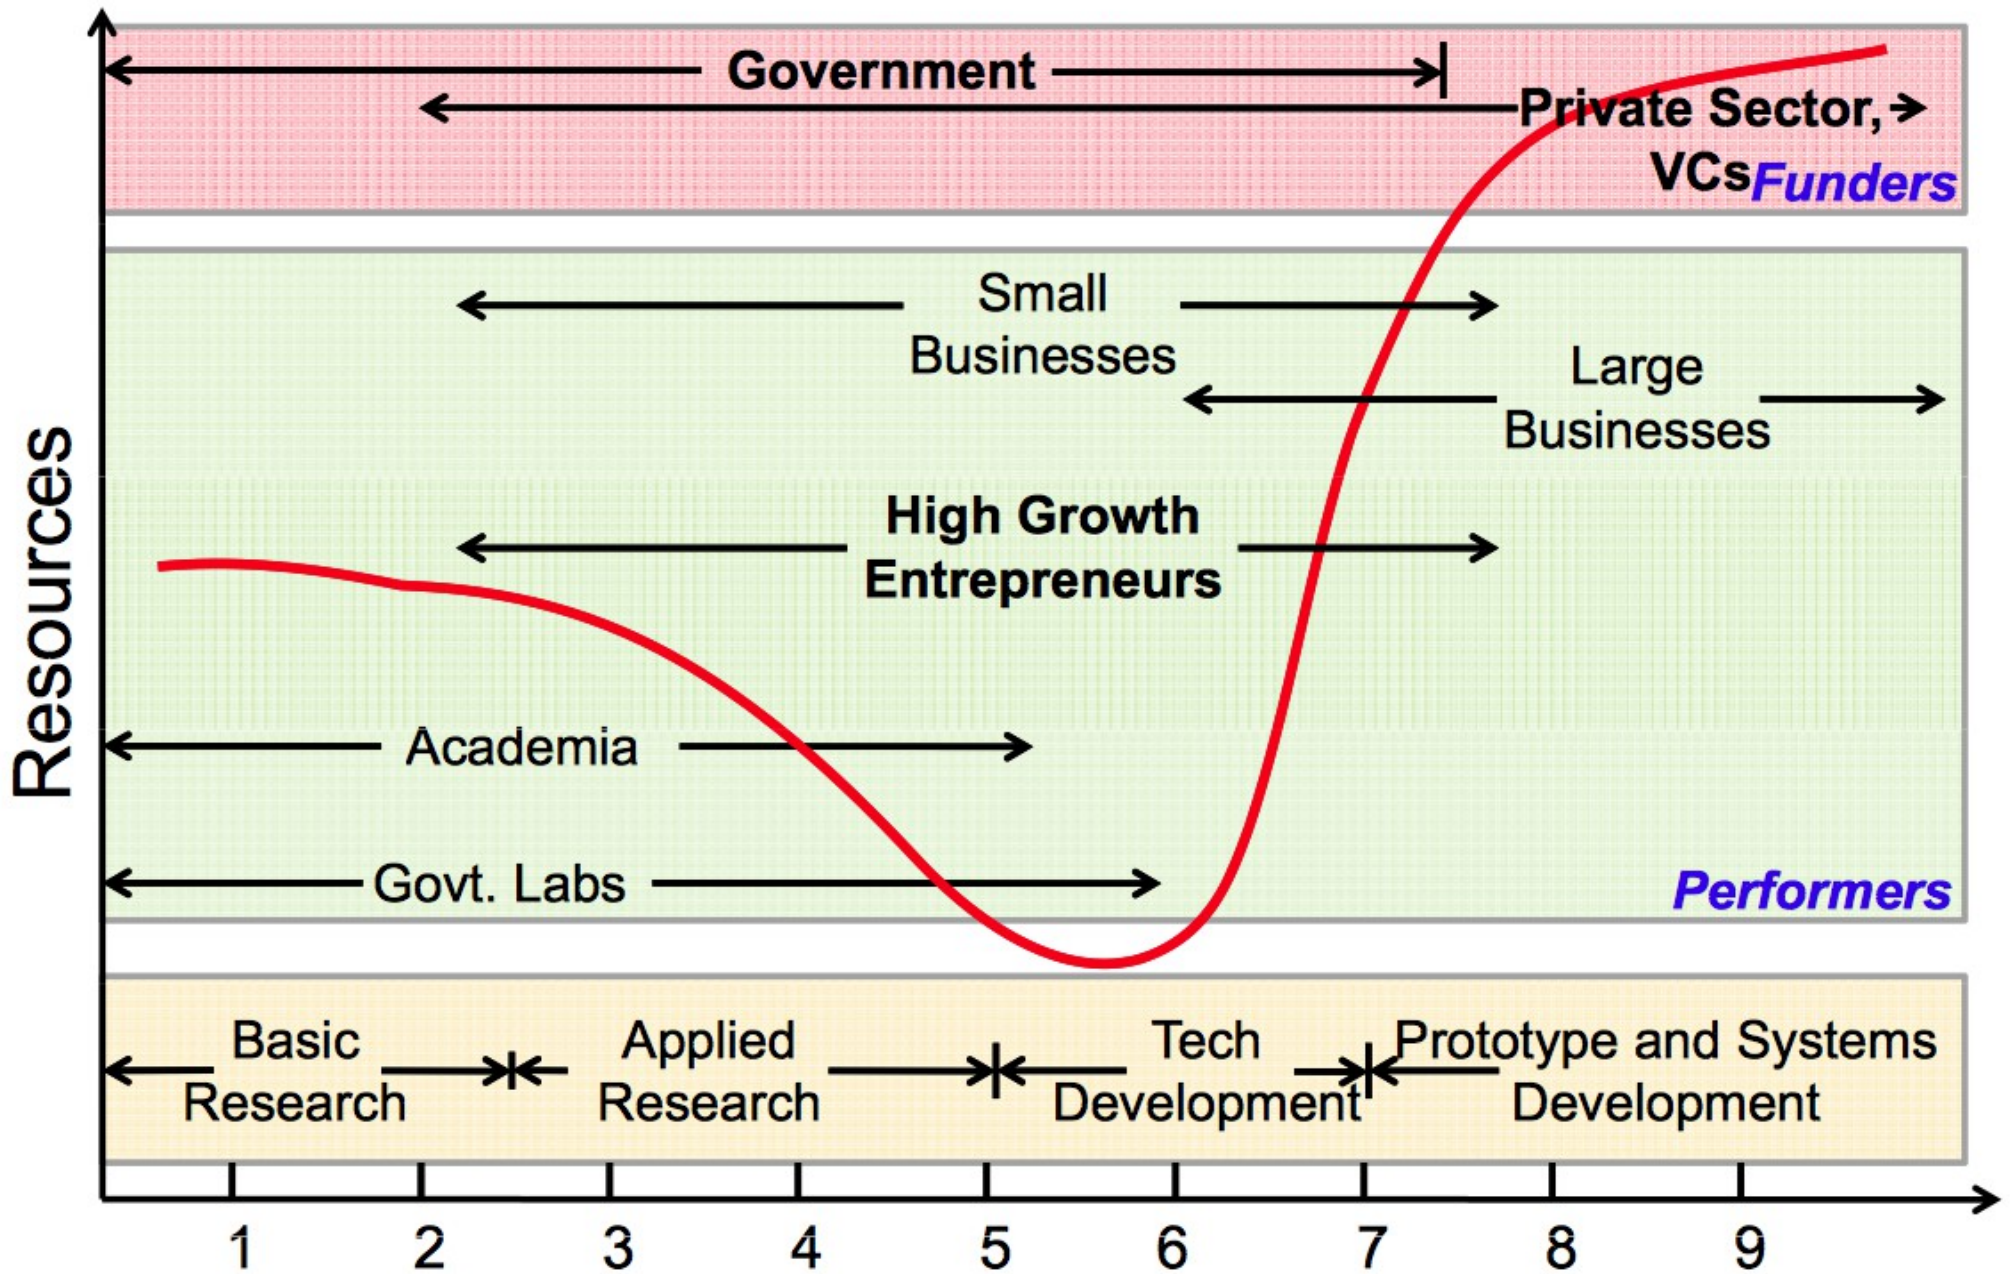 Government
Private Sector,
VCs
Funders
Small
Businesses
Large
Businesses
High Growth
Entrepreneurs
Resources
Academia
Govt. Labs
Performers
Basic
Research
Applied
Research
Tech
Development
Prototype and Systems
Development
1 2 3 4 5 6 7 8 9